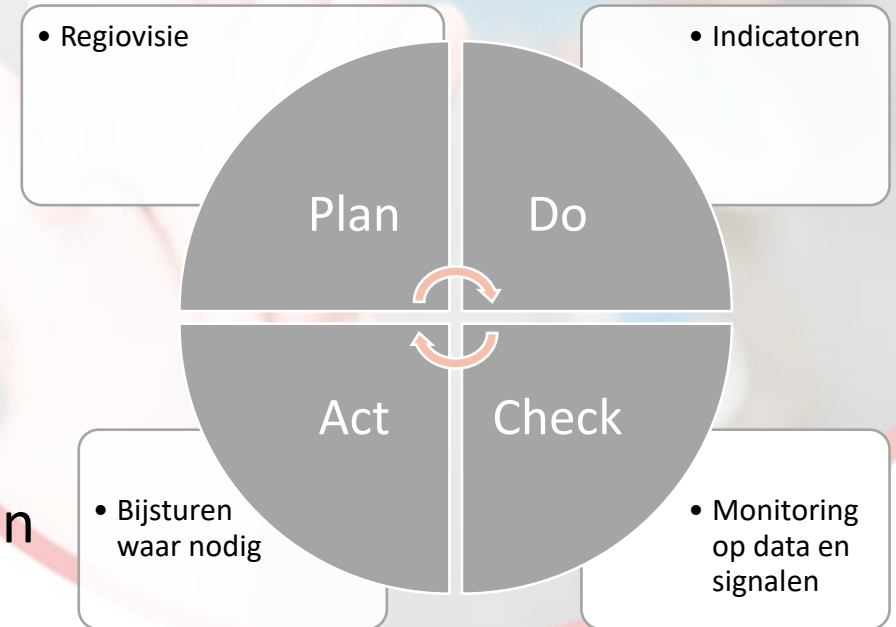 • Regiovisie
• Indicatoren
Plan
Do
Act
Check
n
• Bijsturen
waar nodig
• Monitoring
op data en
signalen